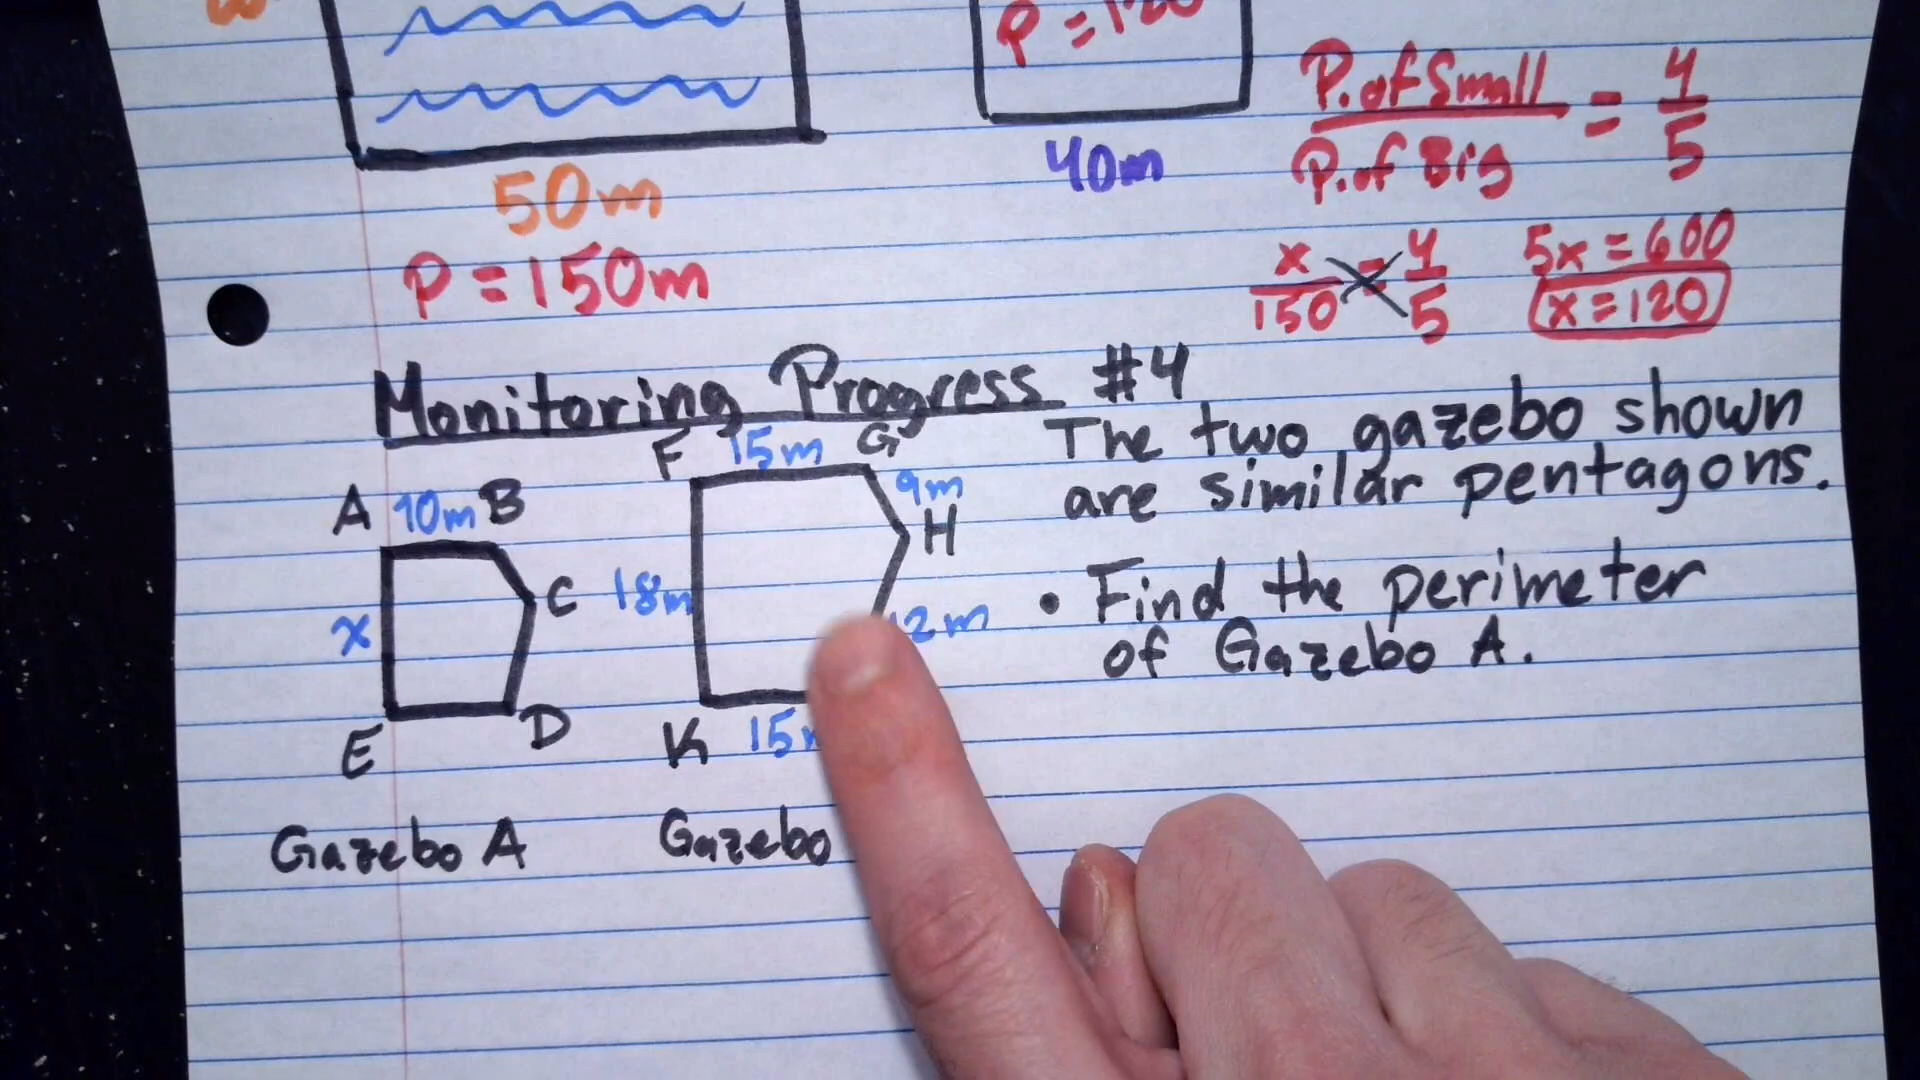 P. of Small
P. of Big
=
4
5
40m
50m
P = 150m
x
150
=
4
5
5x = 600
x = 120
Monitoring Progress #4
The two gazebo shown
are similar pentagons.
F 15m G
9m
H
A 10m B
C
x
18m
E
D
K
• Find the perimeter
of Gazebo A.
Gazebo A
Gazebo